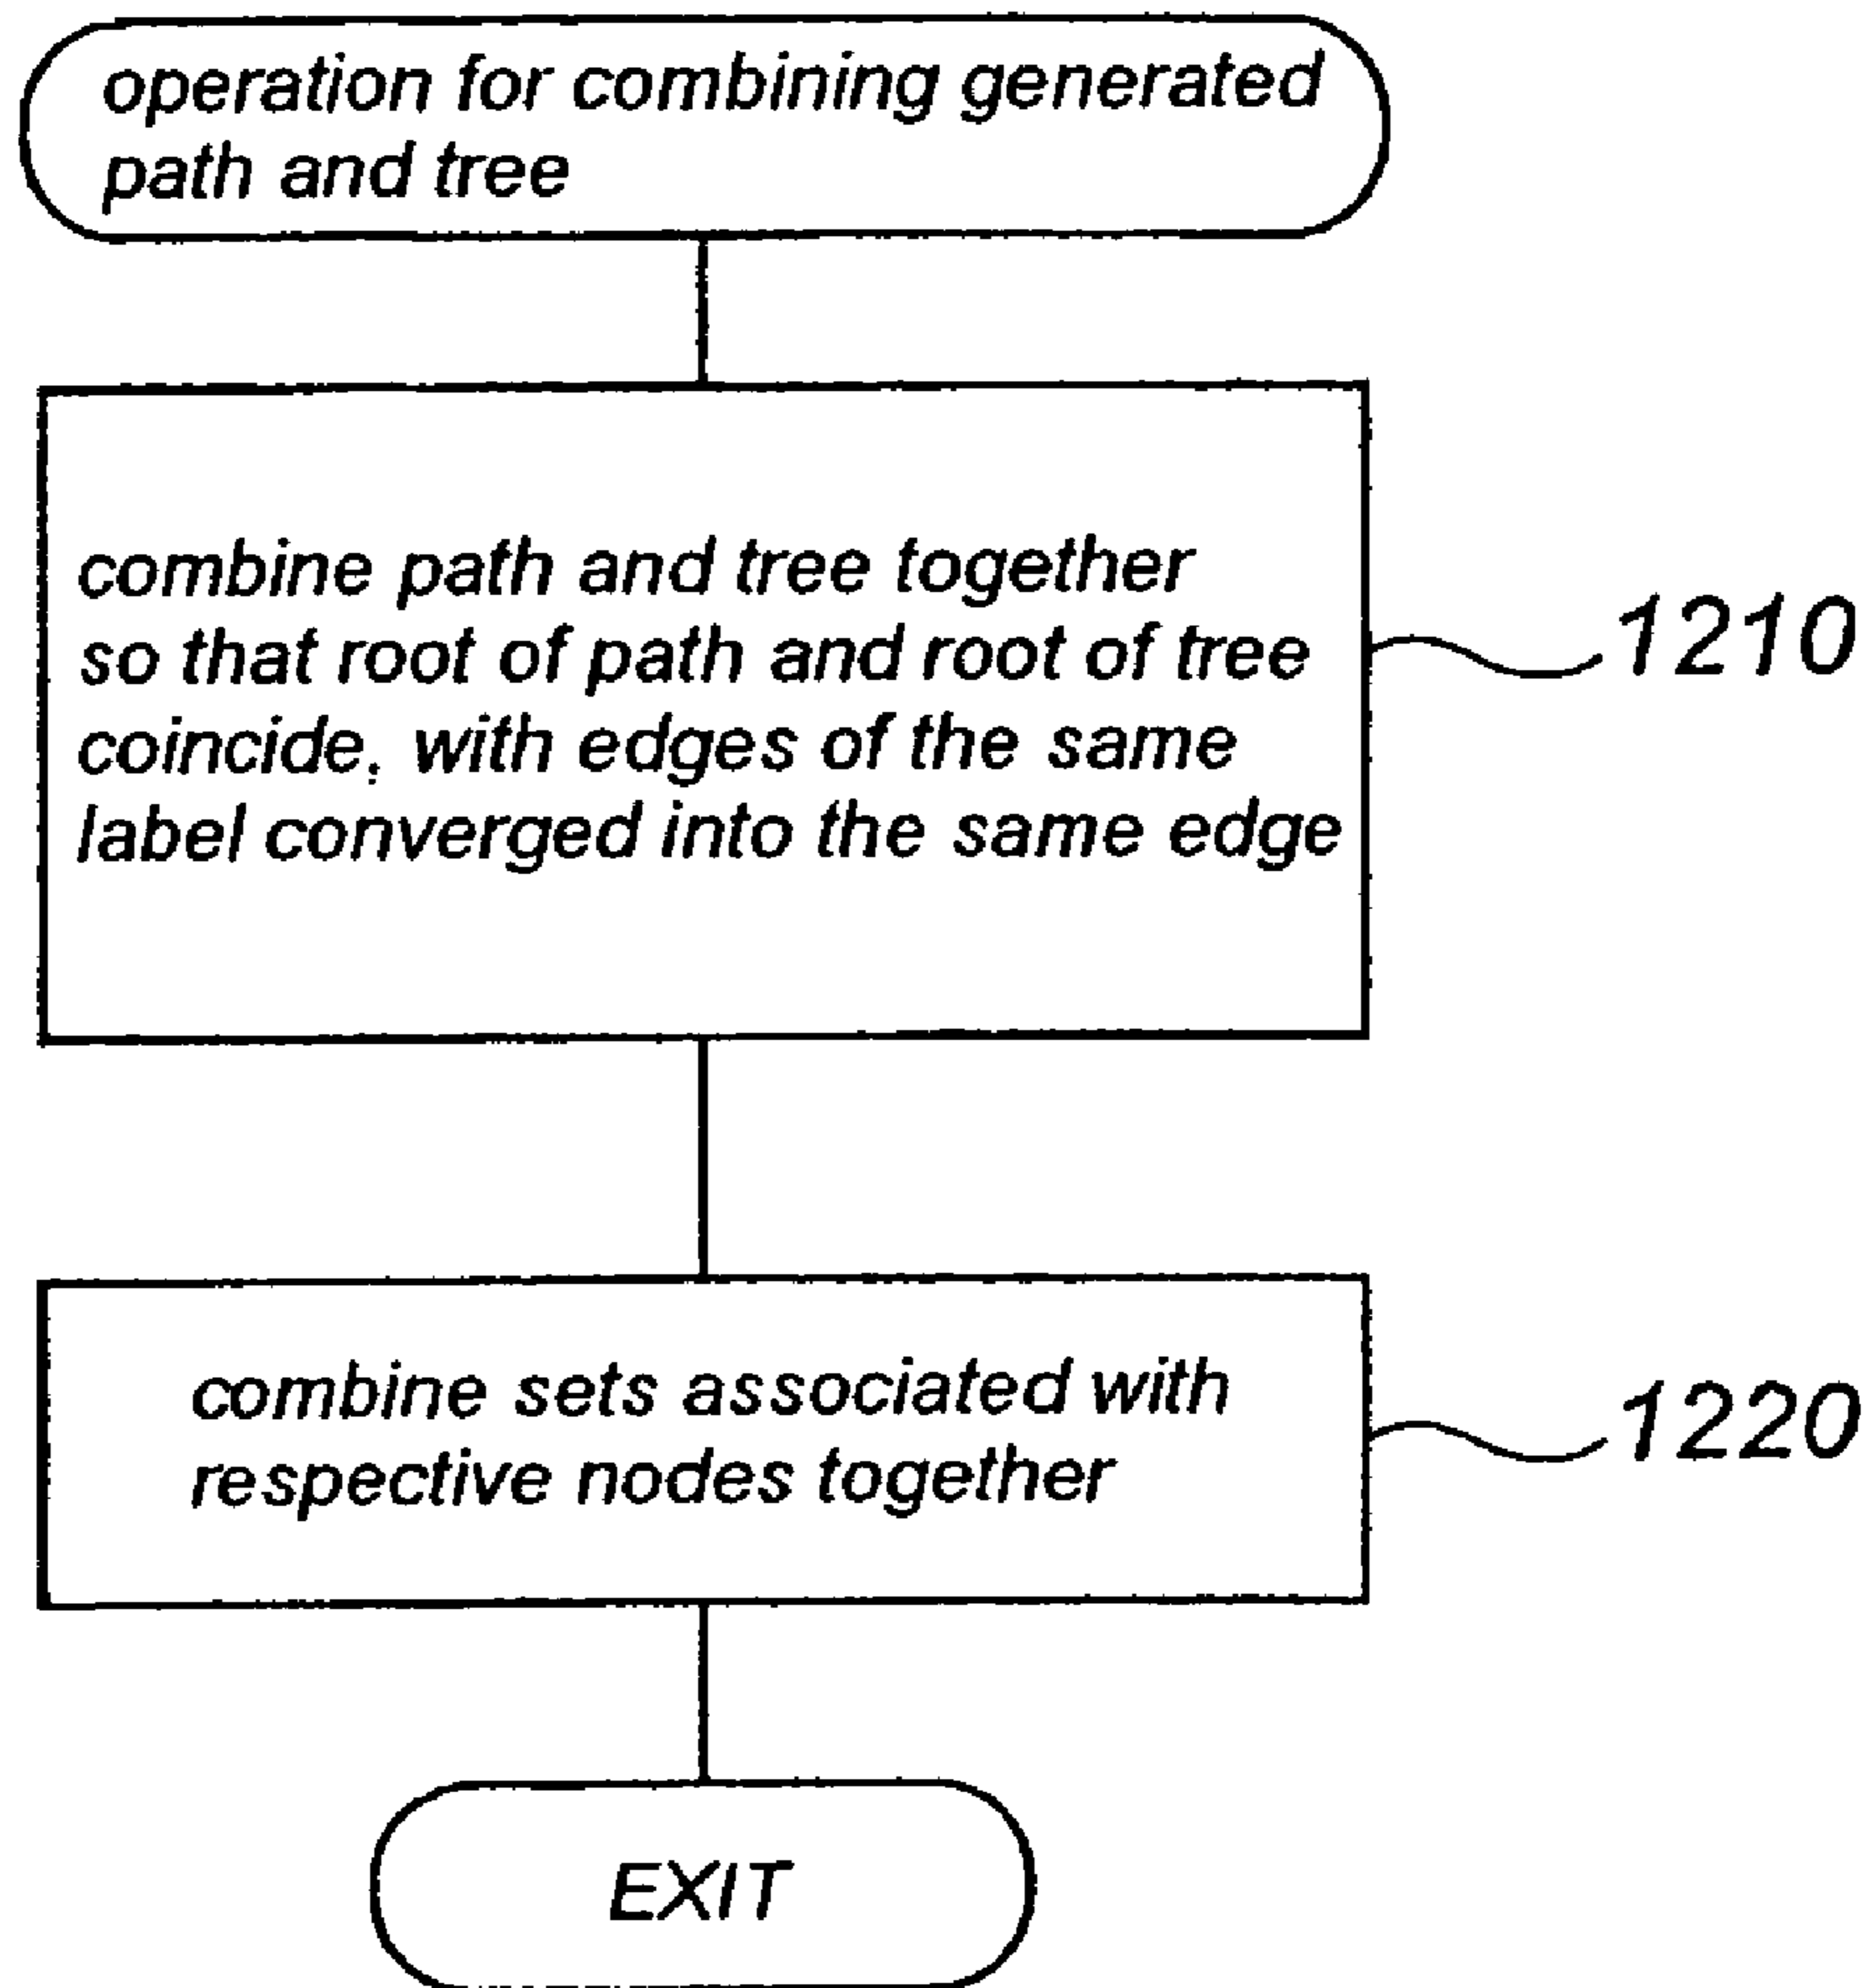 operation for combining generated
path and tree
combine path and tree together
so that root of path and root of tree
coincide, with edges of the same
label converged into the same edge
1210
combine sets associated with
respective nodes together
1220
EXIT